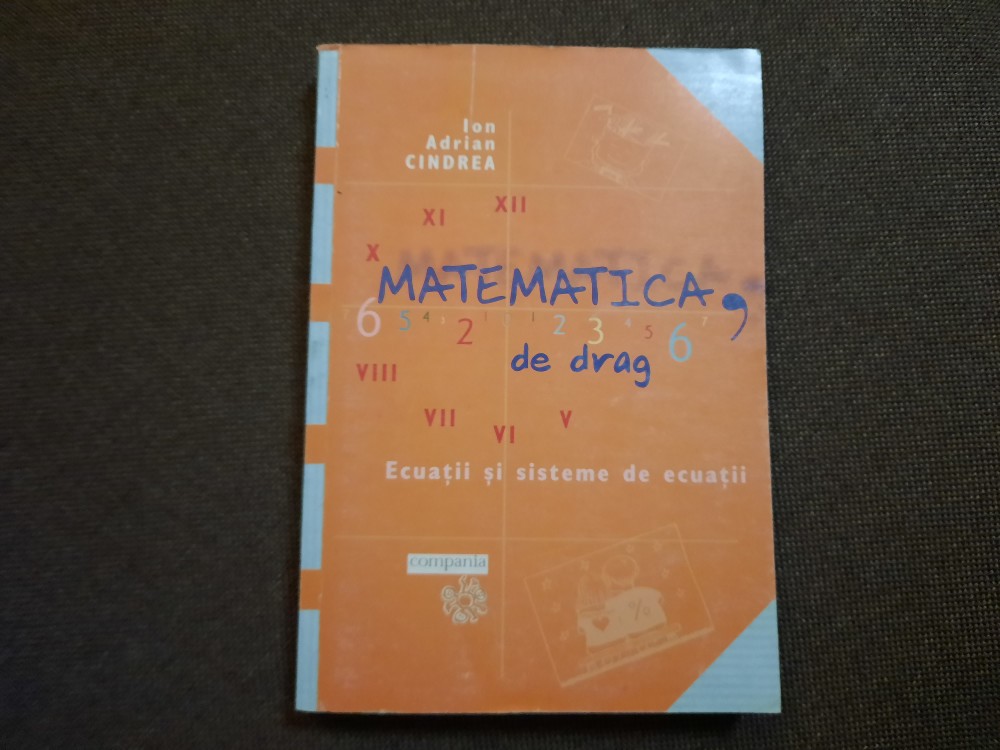 Ion
Adrian
CINDREA
XII
XI
X
MATEMATICA,
6 5 4 2 1 1 2 3 4 5 6 7
de drag
VIII
VII
VI
V
Ecuații și sisteme de ecuații
compania
%